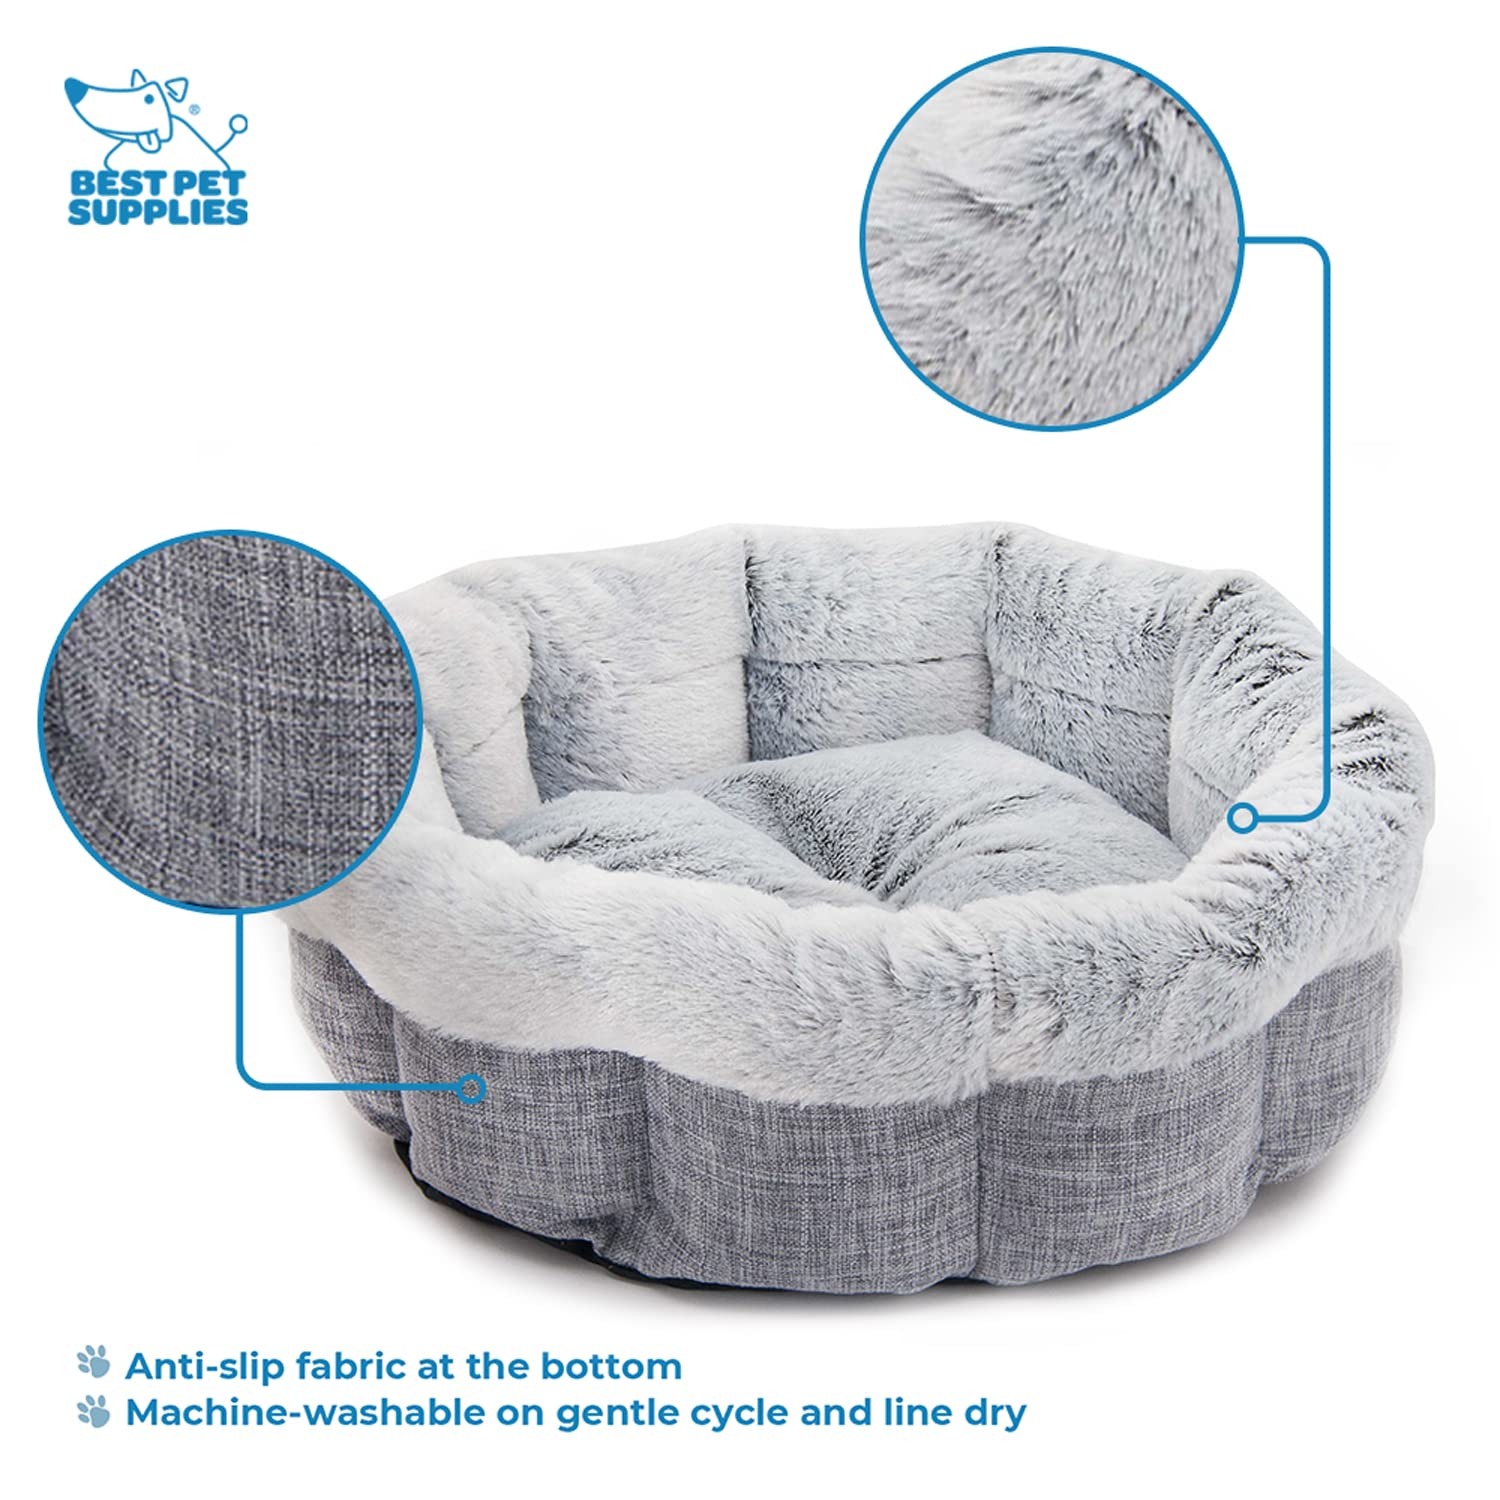 BEST PET
SUPPLIES
®
Anti-slip fabric at the bottom
Machine-washable on gentle cycle and line dry